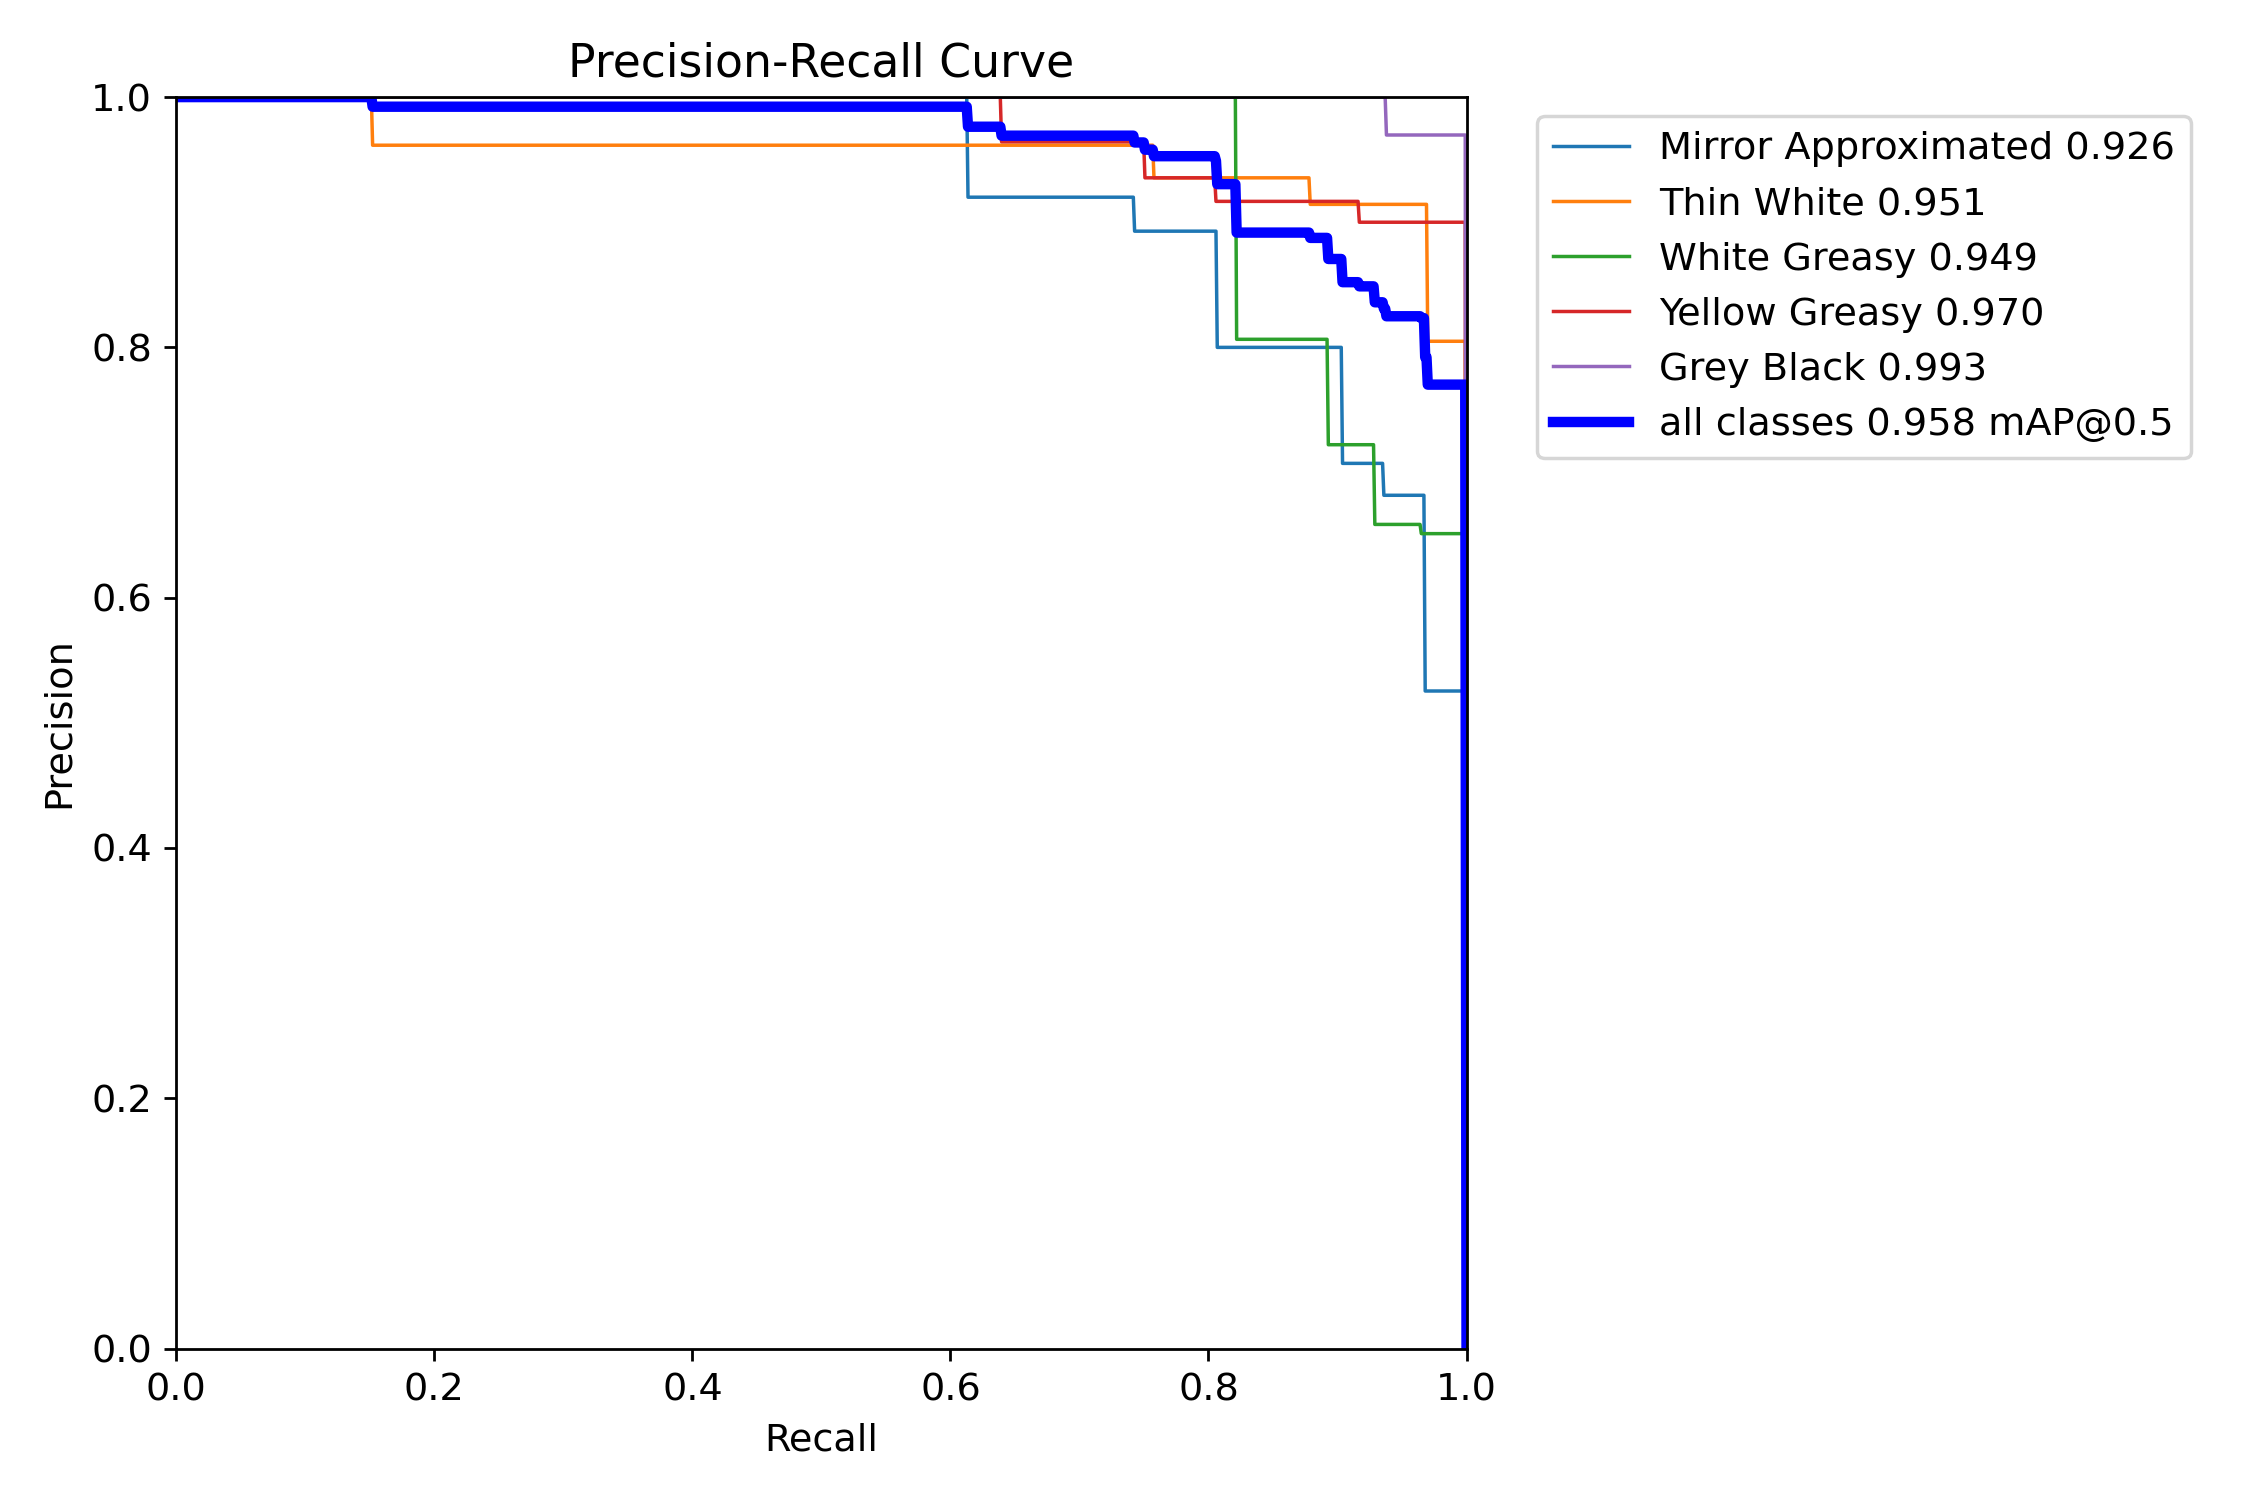 Precision-Recall Curve
1.0
0.8
0.6
0.4
0.2
0.0
Precision
0.0 0.2 0.4 0.6 0.8 1.0
Recall
Mirror Approximated 0.926
Thin White 0.951
White Greasy 0.949
Yellow Greasy 0.970
Grey Black 0.993
all classes 0.958 mAP@0.5